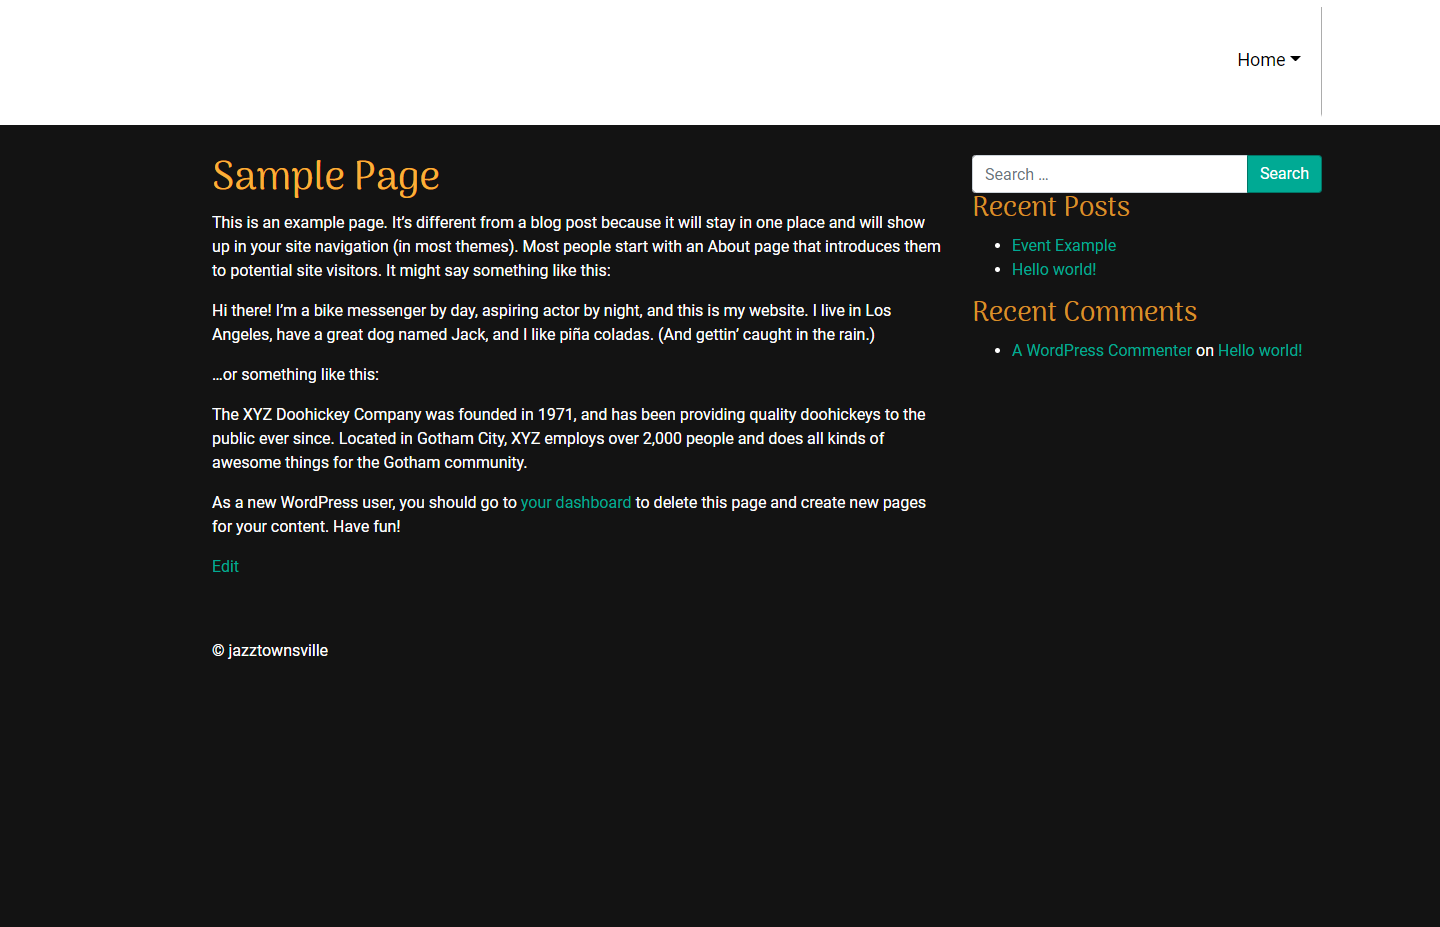 Home
Sample Page
This is an example page. It’s different from a blog post because it will stay in one place and will show
up in your site navigation (in most themes). Most people start with an About page that introduces them
to potential site visitors. It might say something like this:
Hi there! I’m a bike messenger by day, aspiring actor by night, and this is my website. I live in Los
Angeles, have a great dog named Jack, and I like piña coladas. (And gettin’ caught in the rain.)
…or something like this:
The XYZ Doohickey Company was founded in 1971, and has been providing quality doohickeys to the
public ever since. Located in Gotham City, XYZ employs over 2,000 people and does all kinds of
awesome things for the Gotham community.
As a new WordPress user, you should go to your dashboard to delete this page and create new pages
for your content. Have fun!
Edit
© jazztownsville
Search …
Search
Recent Posts
Event Example
Hello world!
Recent Comments
A WordPress Commenter on Hello world!